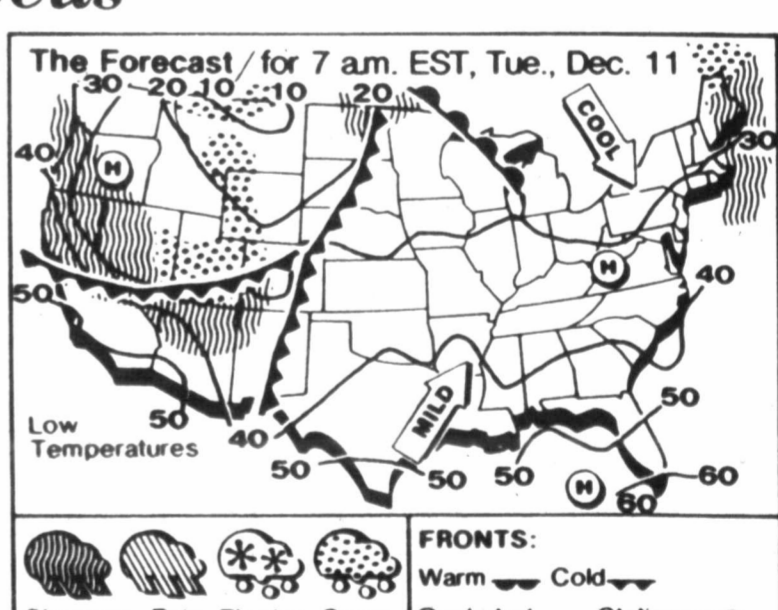 The Forecast / for 7 a.m. EST, Tue., Dec. 11
30 20 10 10 20
COOL
40 H 30
H
50 40
MILD
Low 50 50
Temperatures 40
50 50 50 60
H 60
FRONTS:
Warm Cold